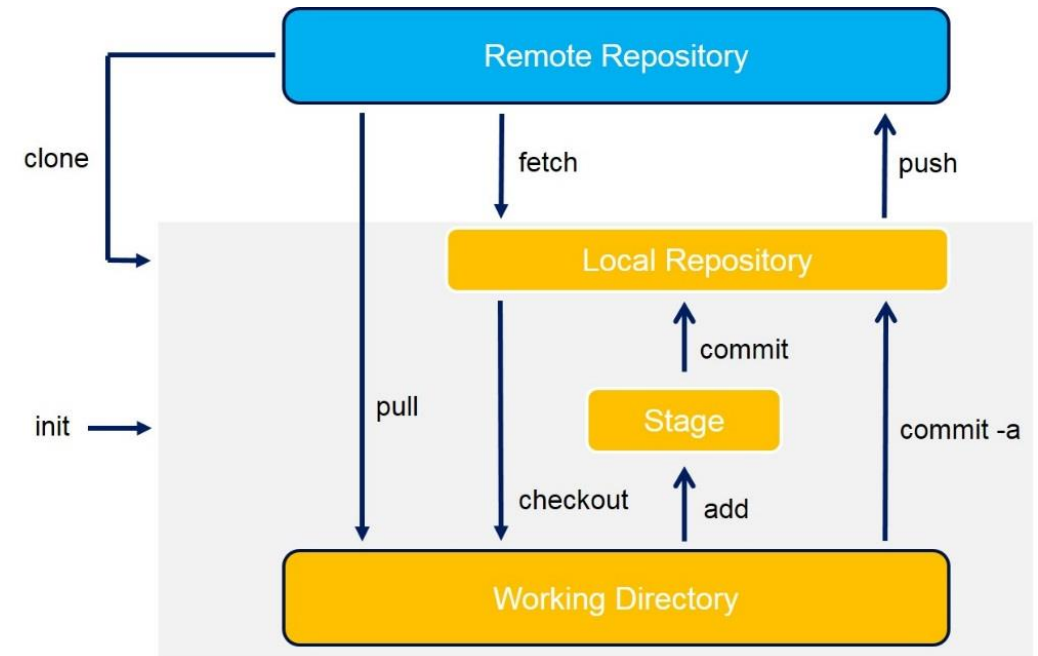 Remote Repository
clone
fetch
push
Local Repository
commit
pull
Stage
init
commit -a
checkout
add
Working Directory